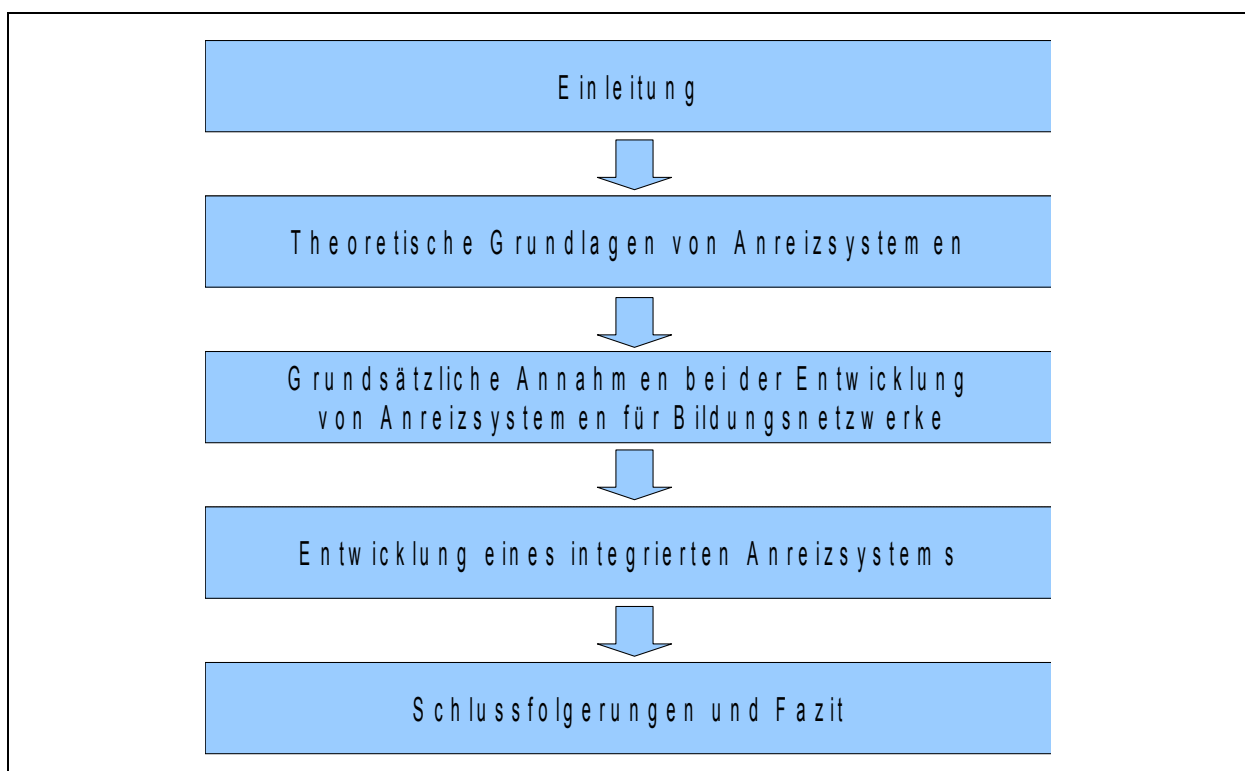 Einleitung
Theoretische Grundlagen von Anreizsystemen
Grundsätzliche Annahmen bei der Entwicklung
von Anreizsystemen für Bildungsnetzwerke
Entwicklung eines integrierten Anreizsystems
Schlussfolgerungen und Fazit